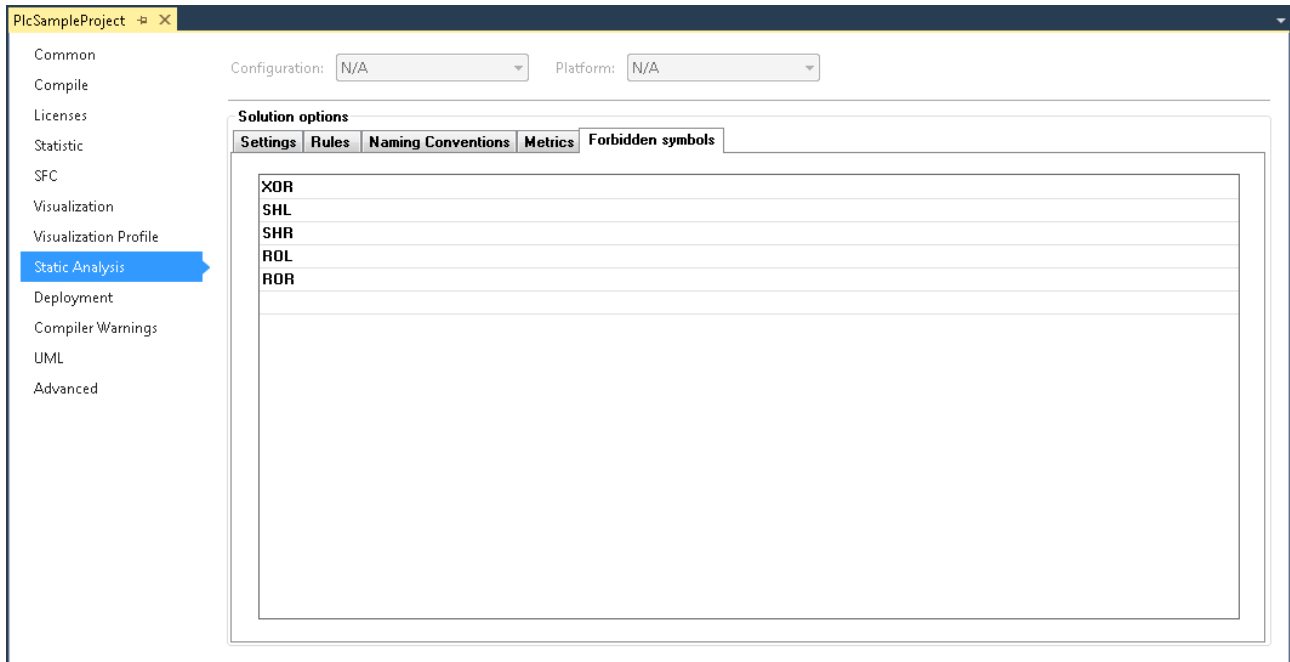 PlcSampleProject
Common
Compile
Licenses
Statistic
SFC
Visualization
Visualization Profile
Static Analysis
Deployment
Compiler Warnings
UML
Advanced
Configuration: N/A Platform: N/A
Solution options
Settings Rules Naming Conventions Metrics Forbidden symbols
XOR
SHL
SHR
ROL
ROR